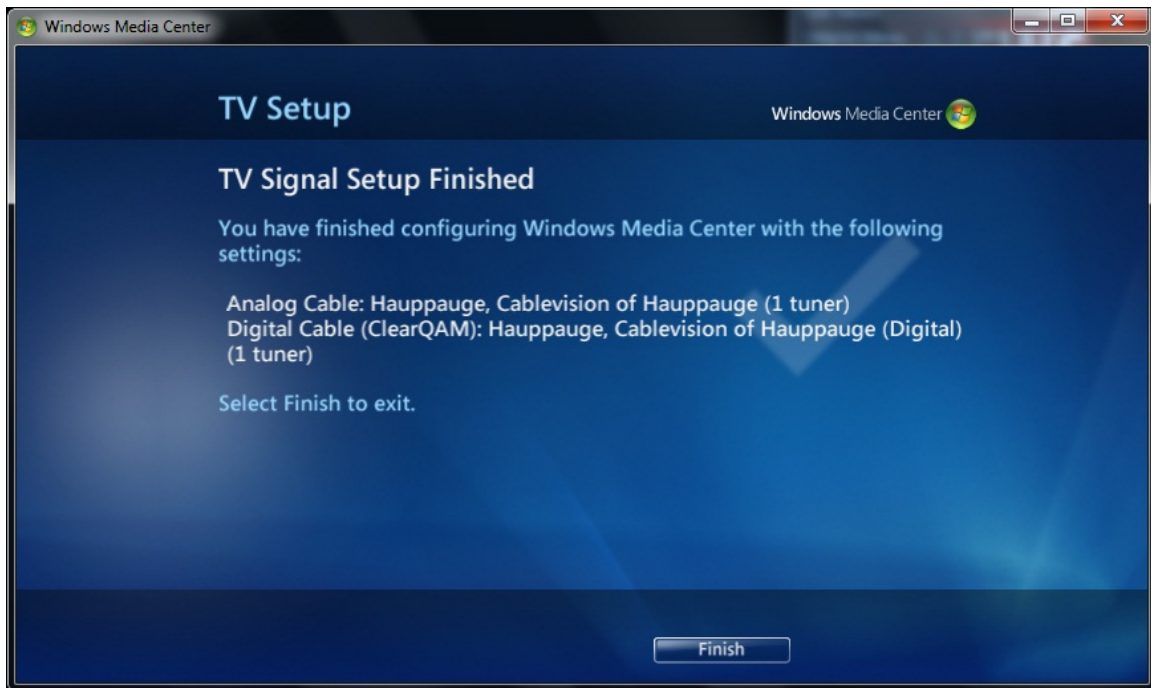 Windows Media Center
TV Setup
Windows Media Center
TV Signal Setup Finished
You have finished configuring Windows Media Center with the following
settings:
Analog Cable: Hauppauge, Cablevision of Hauppauge (1 tuner)
Digital Cable (ClearQAM): Hauppauge, Cablevision of Hauppauge (Digital)
(1 tuner)
Select Finish to exit.
Finish